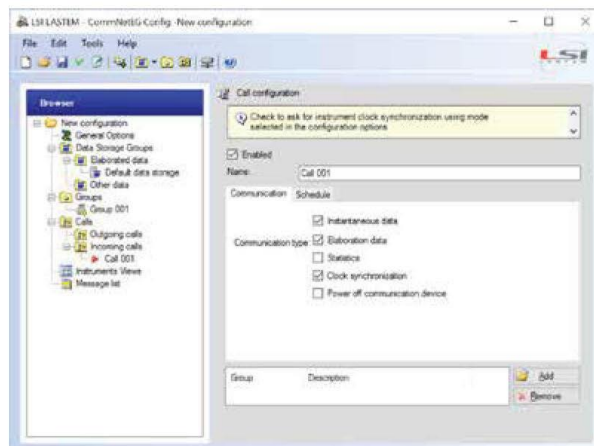 LSI LASTEM - CommNetEG Config -New configuration
File Edit Tools Help
LSI
LASTEM
Browser
New configuration
General Options
Data Storage Groups
Elaborated data
Default data storage
Other data
Groups
Group 001
Calls
Outgoing calls
Incoming calls
Call 001
Instruments Views
Message list
Call configuration
Check to ask for instrument clock synchronization using mode
selected in the configuration options
Enabled
Name: Call 001
Communication Schedule
Instantaneous data
Communication type: Elaboration data
Statistics
Clock synchronization
Power off communication device
Group Description
Add
Remove